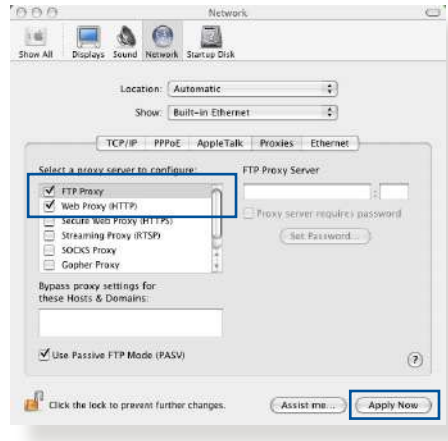 Network
Show All Displays Sound Network Startup Disk
Location: Automatic
Show: Built-in Ethernet
TCP/IP PPPoE AppleTalk Proxies Ethernet
Select a proxy server to configure: FTP Proxy Server
FTP Proxy
:
Web Proxy (HTTP)
Proxy server requires password
Secure Web Proxy (HTTPS)
Streaming Proxy (RTSP)
Set Password...
SOCKS Proxy
Gopher Proxy
Bypass proxy settings for
these Hosts & Domains:
Use Passive FTP Mode (PASV)
?
Click the lock to prevent further changes. Assist me... Apply Now